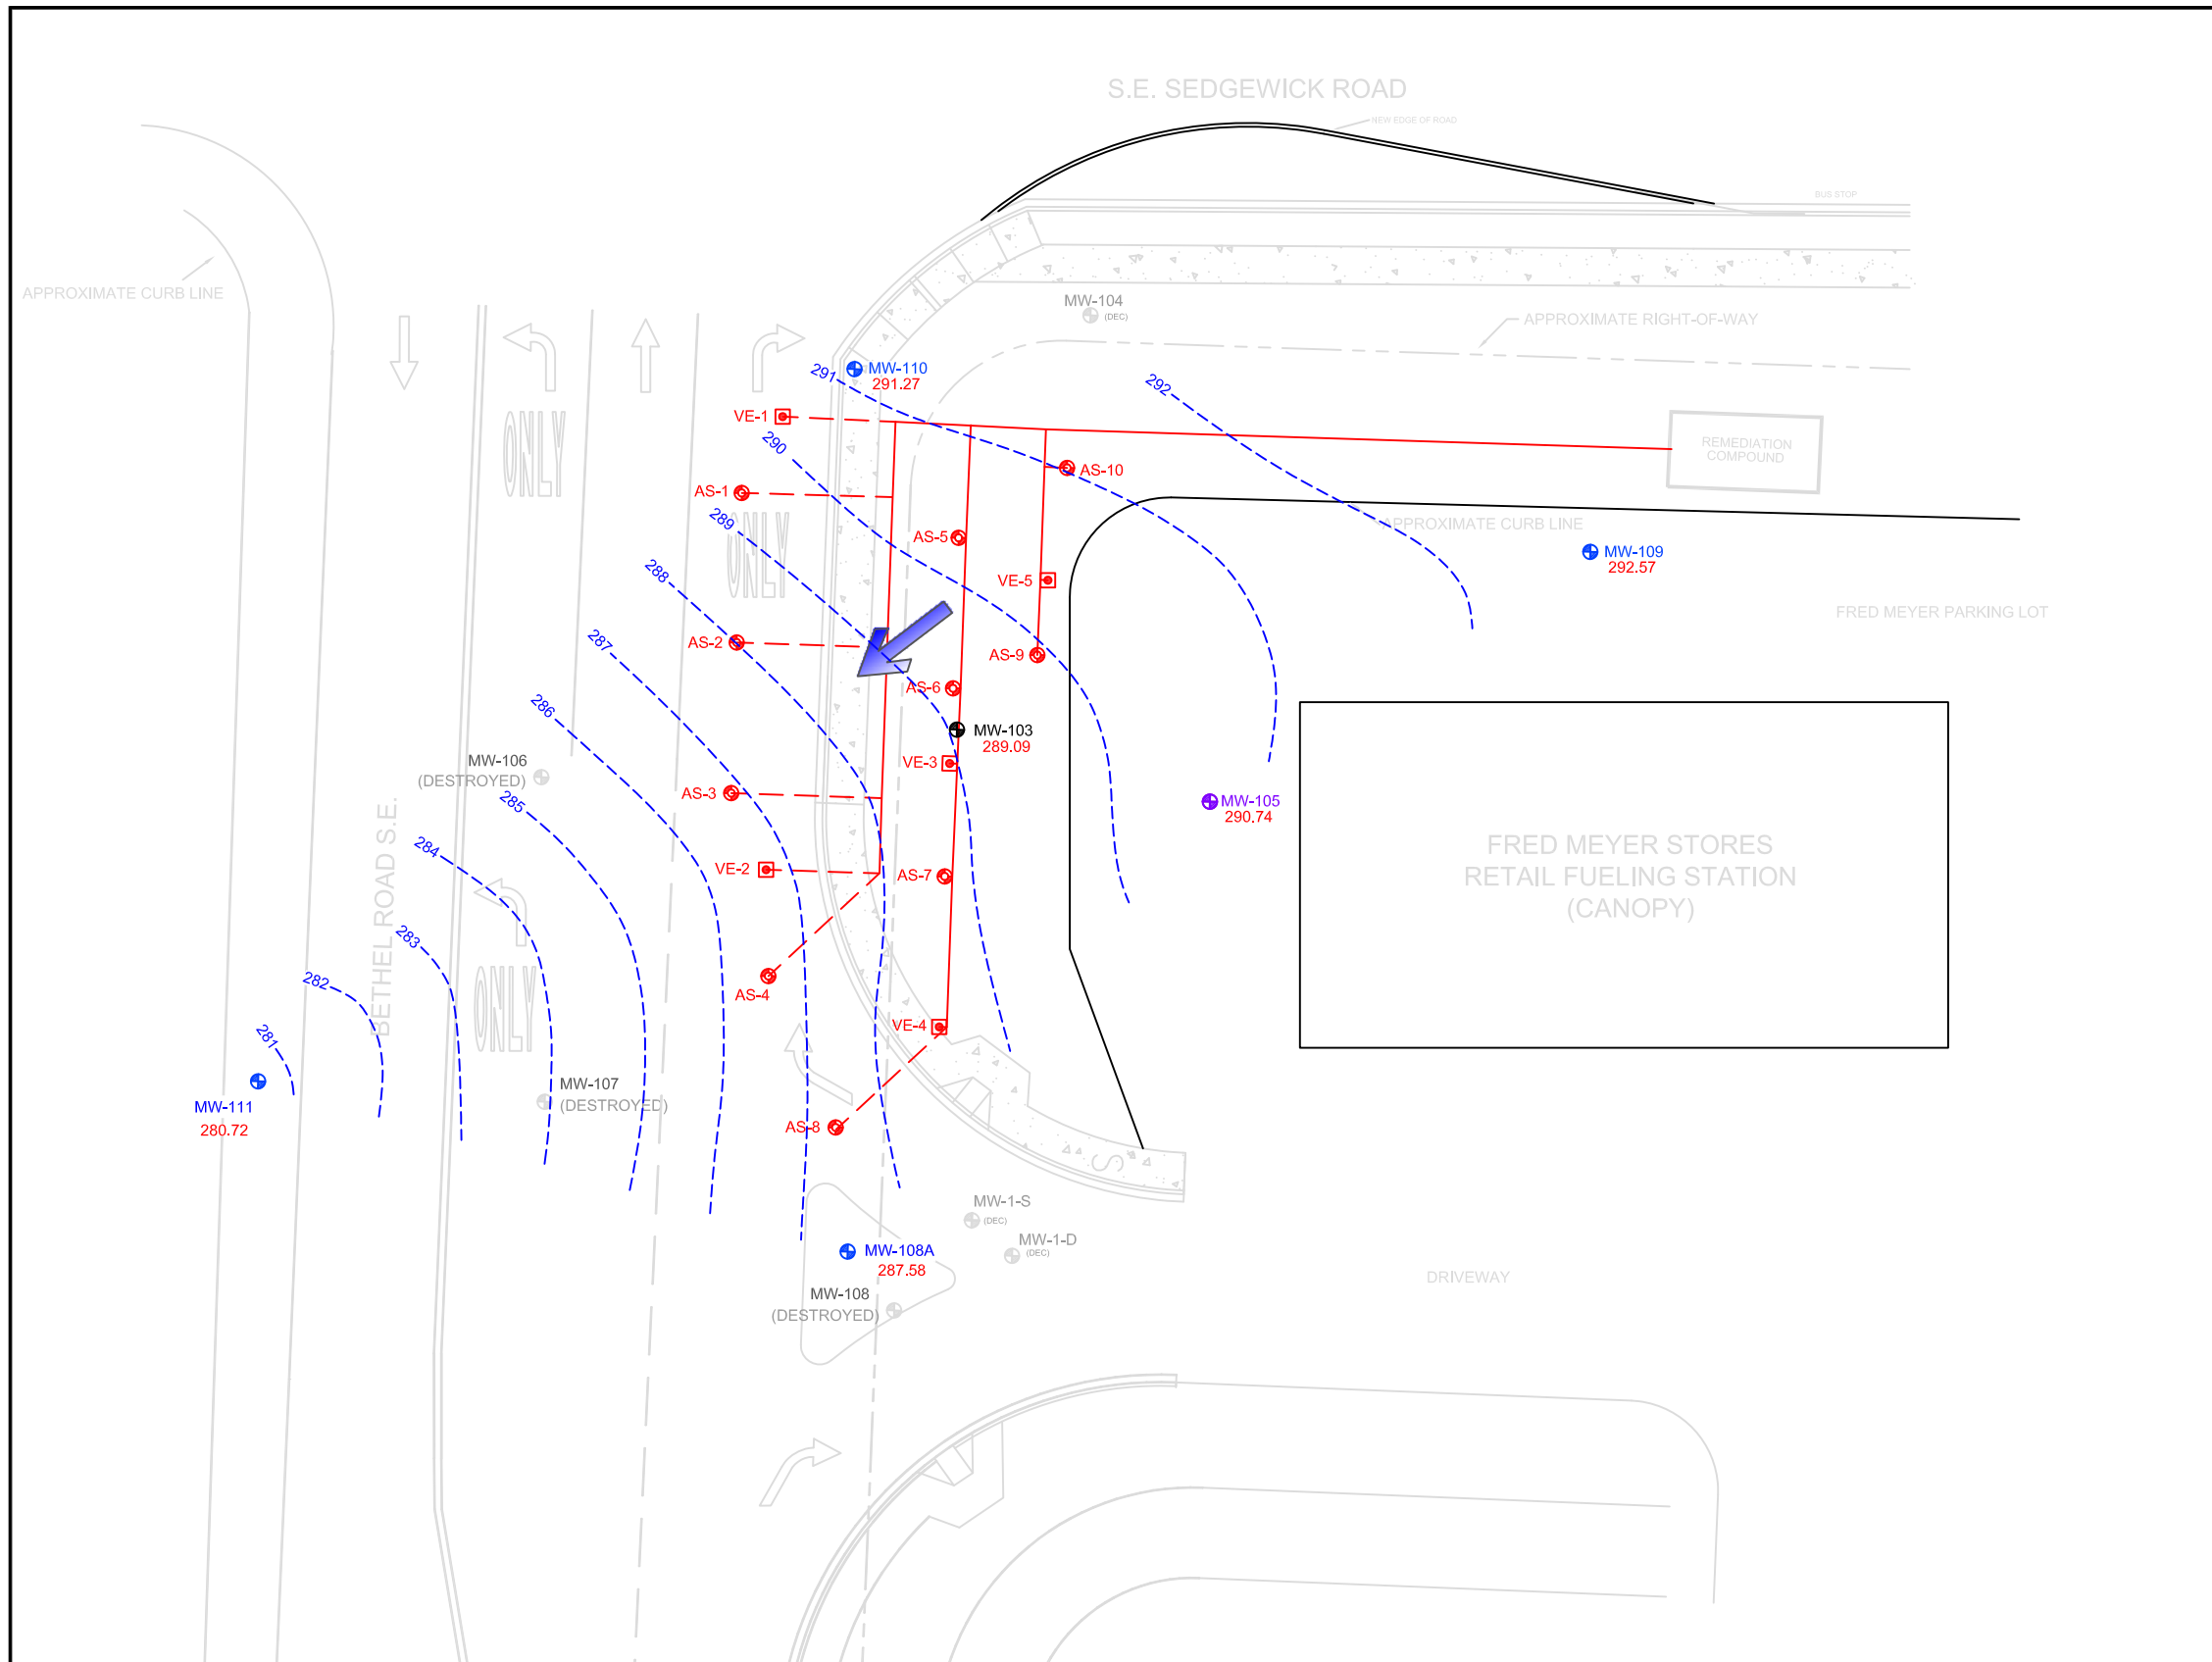 S.E. SEDGEWICK ROAD
NEW EDGE OF ROAD
BUS STOP
APPROXIMATE CURB LINE
MW-104
(DEC)
APPROXIMATE RIGHT-OF-WAY
291
MW-110
291.27
292
VE-1
290
REMEDIATION
COMPOUND
AS-10
AS-1
ONLY
289
ONLY
AS-5
APPROXIMATE CURB LINE
MW-109
292.57
288
VE-5
FRED MEYER PARKING LOT
287
AS-2
AS-9
AS-6
286
MW-103
289.09
MW-106
(DESTROYED)
VE-3
285
AS-3
MW-105
290.74
284
BETHEL ROAD S.E.
VE-2
AS-7
FRED MEYER STORES
RETAIL FUELING STATION
(CANOPY)
283
282
ONLY
AS-4
281
VE-4
MW-107
(DESTROYED)
MW-111
280.72
AS-8
S
MW-1-S
(DEC)
MW-1-D
(DEC)
MW-108A
287.58
DRIVEWAY
MW-108
(DESTROYED)